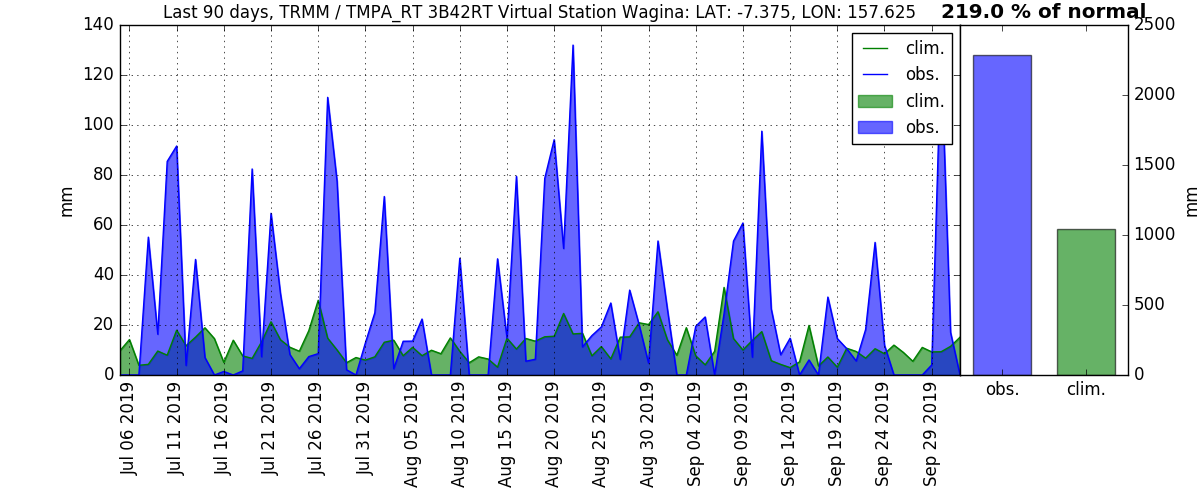 Last 90 days, TRMM / TMPA_RT 3B42RT Virtual Station Wagina: LAT: -7.375, LON: 157.625
219.0 % of normal
mm
140
120
100
80
60
40
20
0
clim.
obs.
clim.
obs.
Jul 06 2019
Jul 11 2019
Jul 16 2019
Jul 21 2019
Jul 26 2019
Jul 31 2019
Aug 05 2019
Aug 10 2019
Aug 15 2019
Aug 20 2019
Aug 25 2019
Aug 30 2019
Sep 04 2019
Sep 09 2019
Sep 14 2019
Sep 19 2019
Sep 24 2019
Sep 29 2019
obs.
clim.
2500
2000
1500
1000
500
0
mm